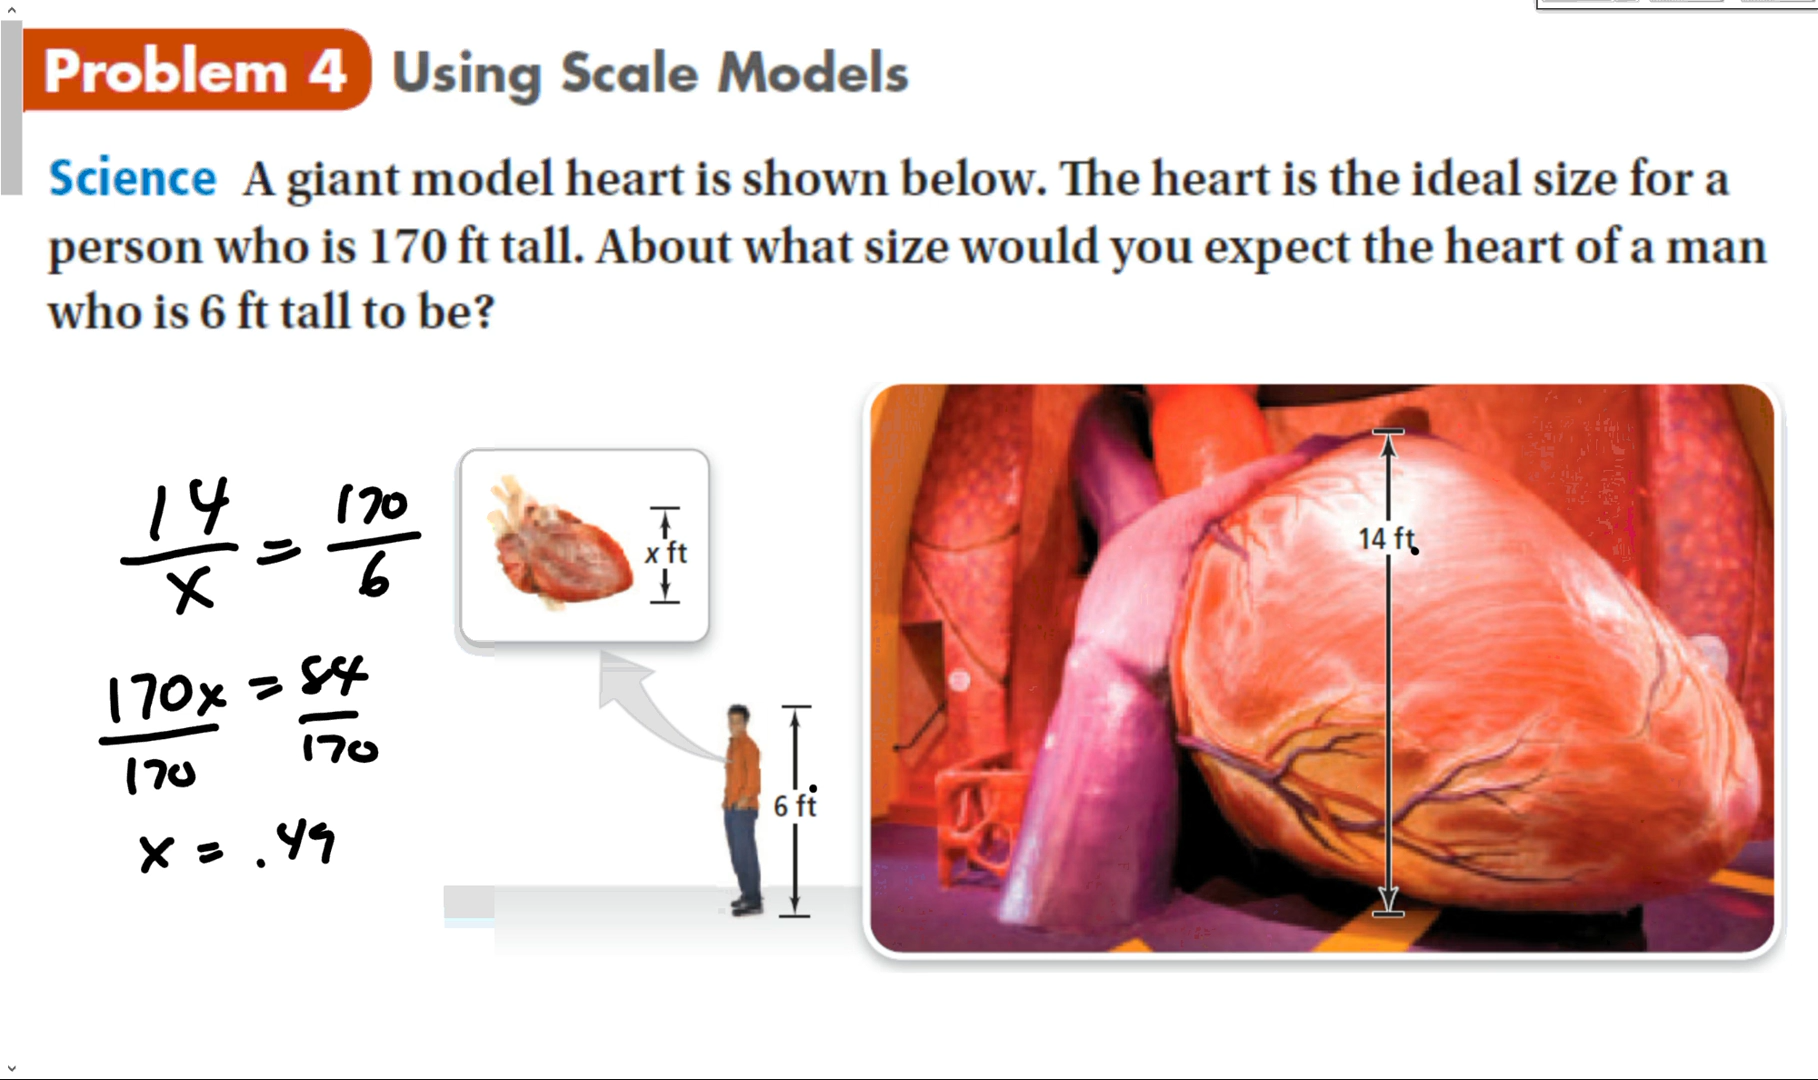 Problem 4 Using Scale Models
Science A giant model heart is shown below. The heart is the ideal size for a
person who is 170 ft tall. About what size would you expect the heart of a man
who is 6 ft tall to be?
14/x = 170/6
170x/170 = 84/170
x = .49
x ft
6 ft
14 ft